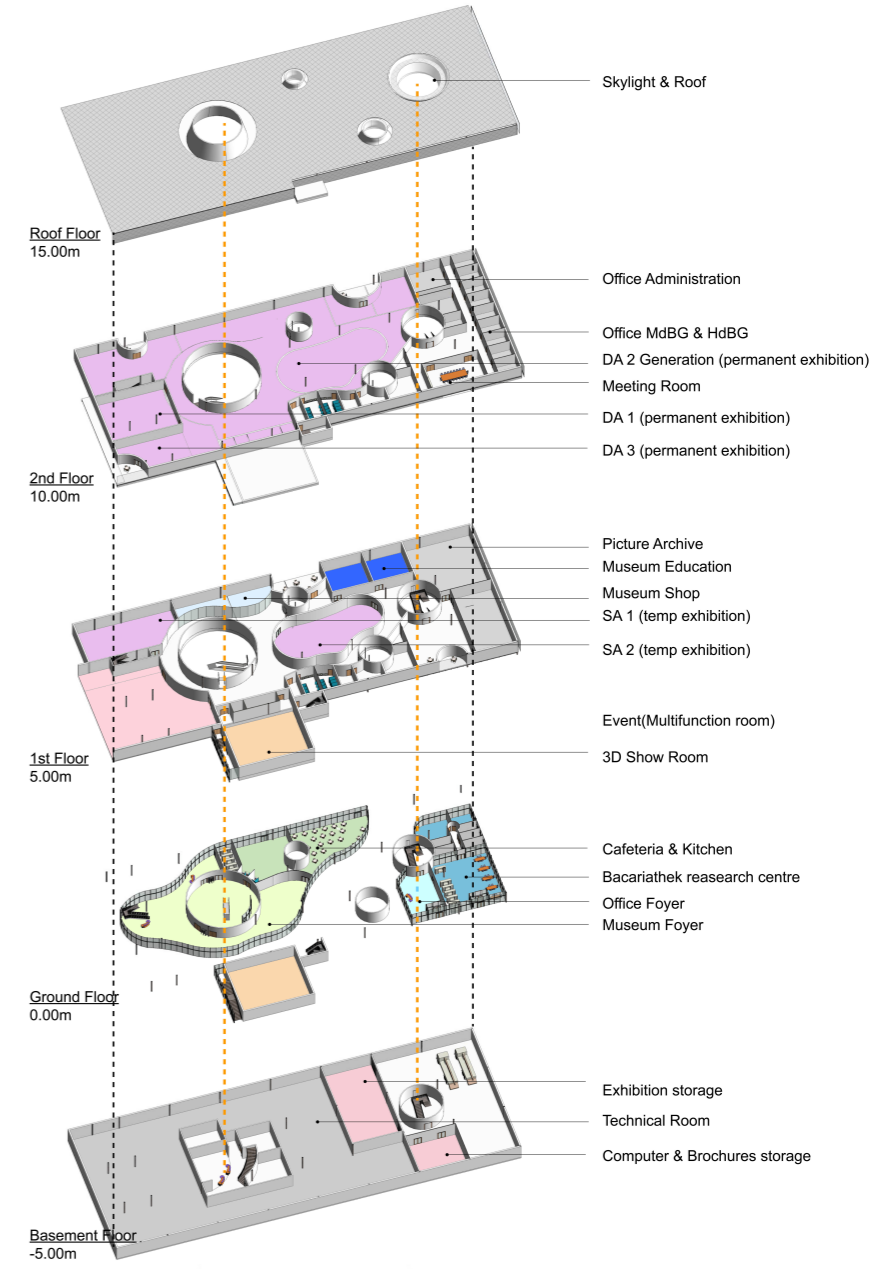 Skylight & Roof
Roof Floor
15.00m
Office Administration
Office MdBG & HdBG
DA 2 Generation (permanent exhibition)
Meeting Room
DA 1 (permanent exhibition)
DA 3 (permanent exhibition)
2nd Floor
10.00m
Picture Archive
Museum Education
Museum Shop
SA 1 (temp exhibition)
SA 2 (temp exhibition)
Event(Multifunction room)
3D Show Room
1st Floor
5.00m
Cafeteria & Kitchen
Bacariathek reasearch centre
Office Foyer
Museum Foyer
Ground Floor
0.00m
Exhibition storage
Technical Room
Computer & Brochures storage
Basement Floor
-5.00m